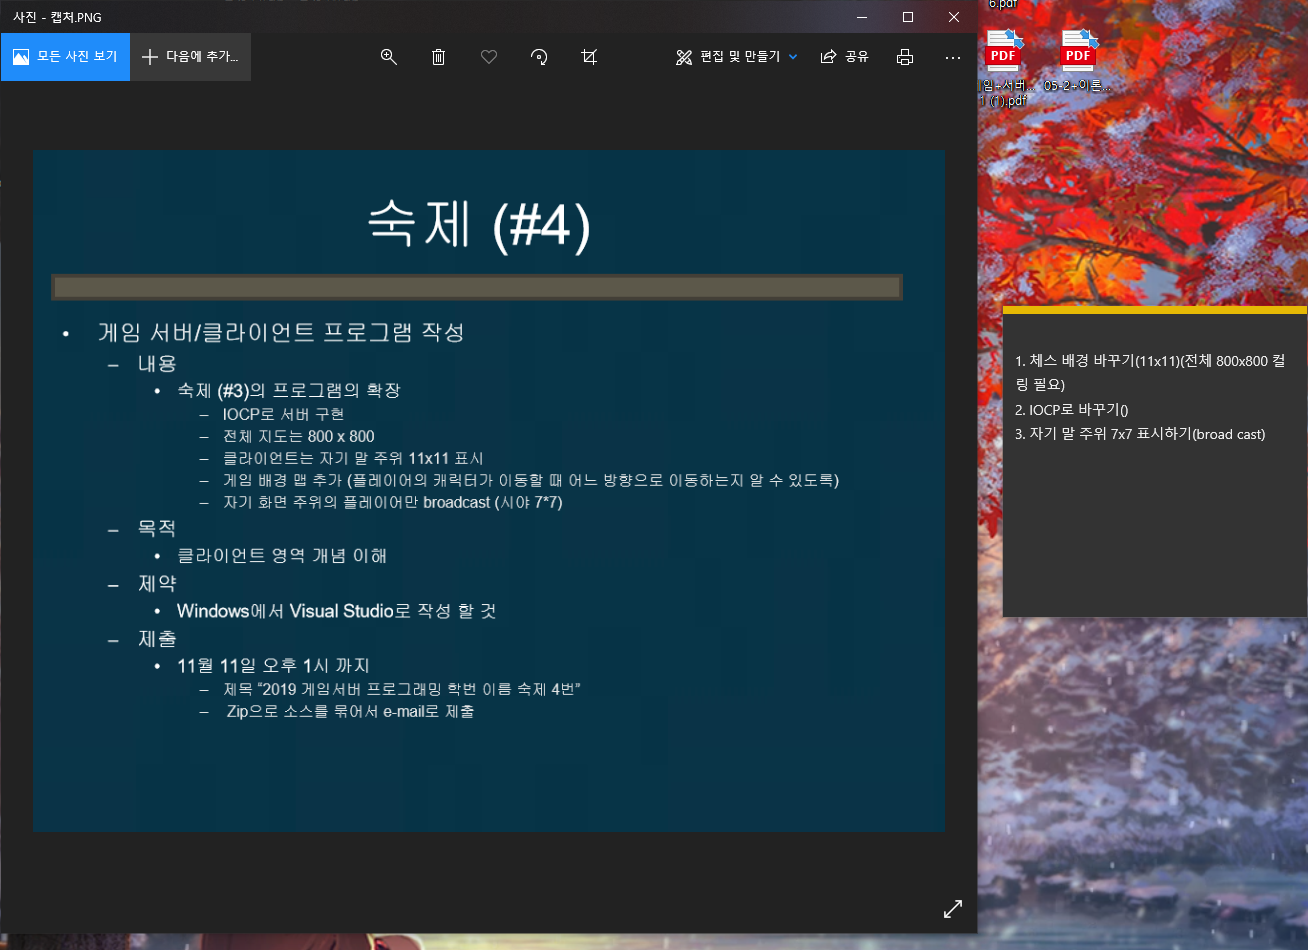 사진 - 캡처.PNG
모든 사진 보기
다음에 추가...
편집 및 만들기
공유
숙제 (#4)
• 게임 서버/클라이언트 프로그램 작성
– 내용
• 숙제 (#3)의 프로그램의 확장
– IOCP로 서버 구현
– 전체 지도는 800 x 800
– 클라이언트는 자기 말 주위 11x11 표시
– 게임 배경 맵 추가 (플레이어의 캐릭터가 이동할 때 어느 방향으로 이동하는지 알 수 있도록)
– 자기 화면 주위의 플레이어만 broadcast (시야 7*7)
– 목적
• 클라이언트 영역 개념 이해
– 제약
• Windows에서 Visual Studio로 작성 할 것
– 제출
• 11월 11일 오후 1시 까지
– 제목 “2019 게임서버 프로그래밍 학번 이름 숙제 4번”
– Zip으로 소스를 묶어서 e-mail로 제출
6.pdf
PDF
PDF
임+서버...
1 (1).pdf
05-2+이론...
1. 체스 배경 바꾸기(11x11)(전체 800x800 컬
링 필요)
2. IOCP로 바꾸기()
3. 자기 말 주위 7x7 표시하기(broad cast)